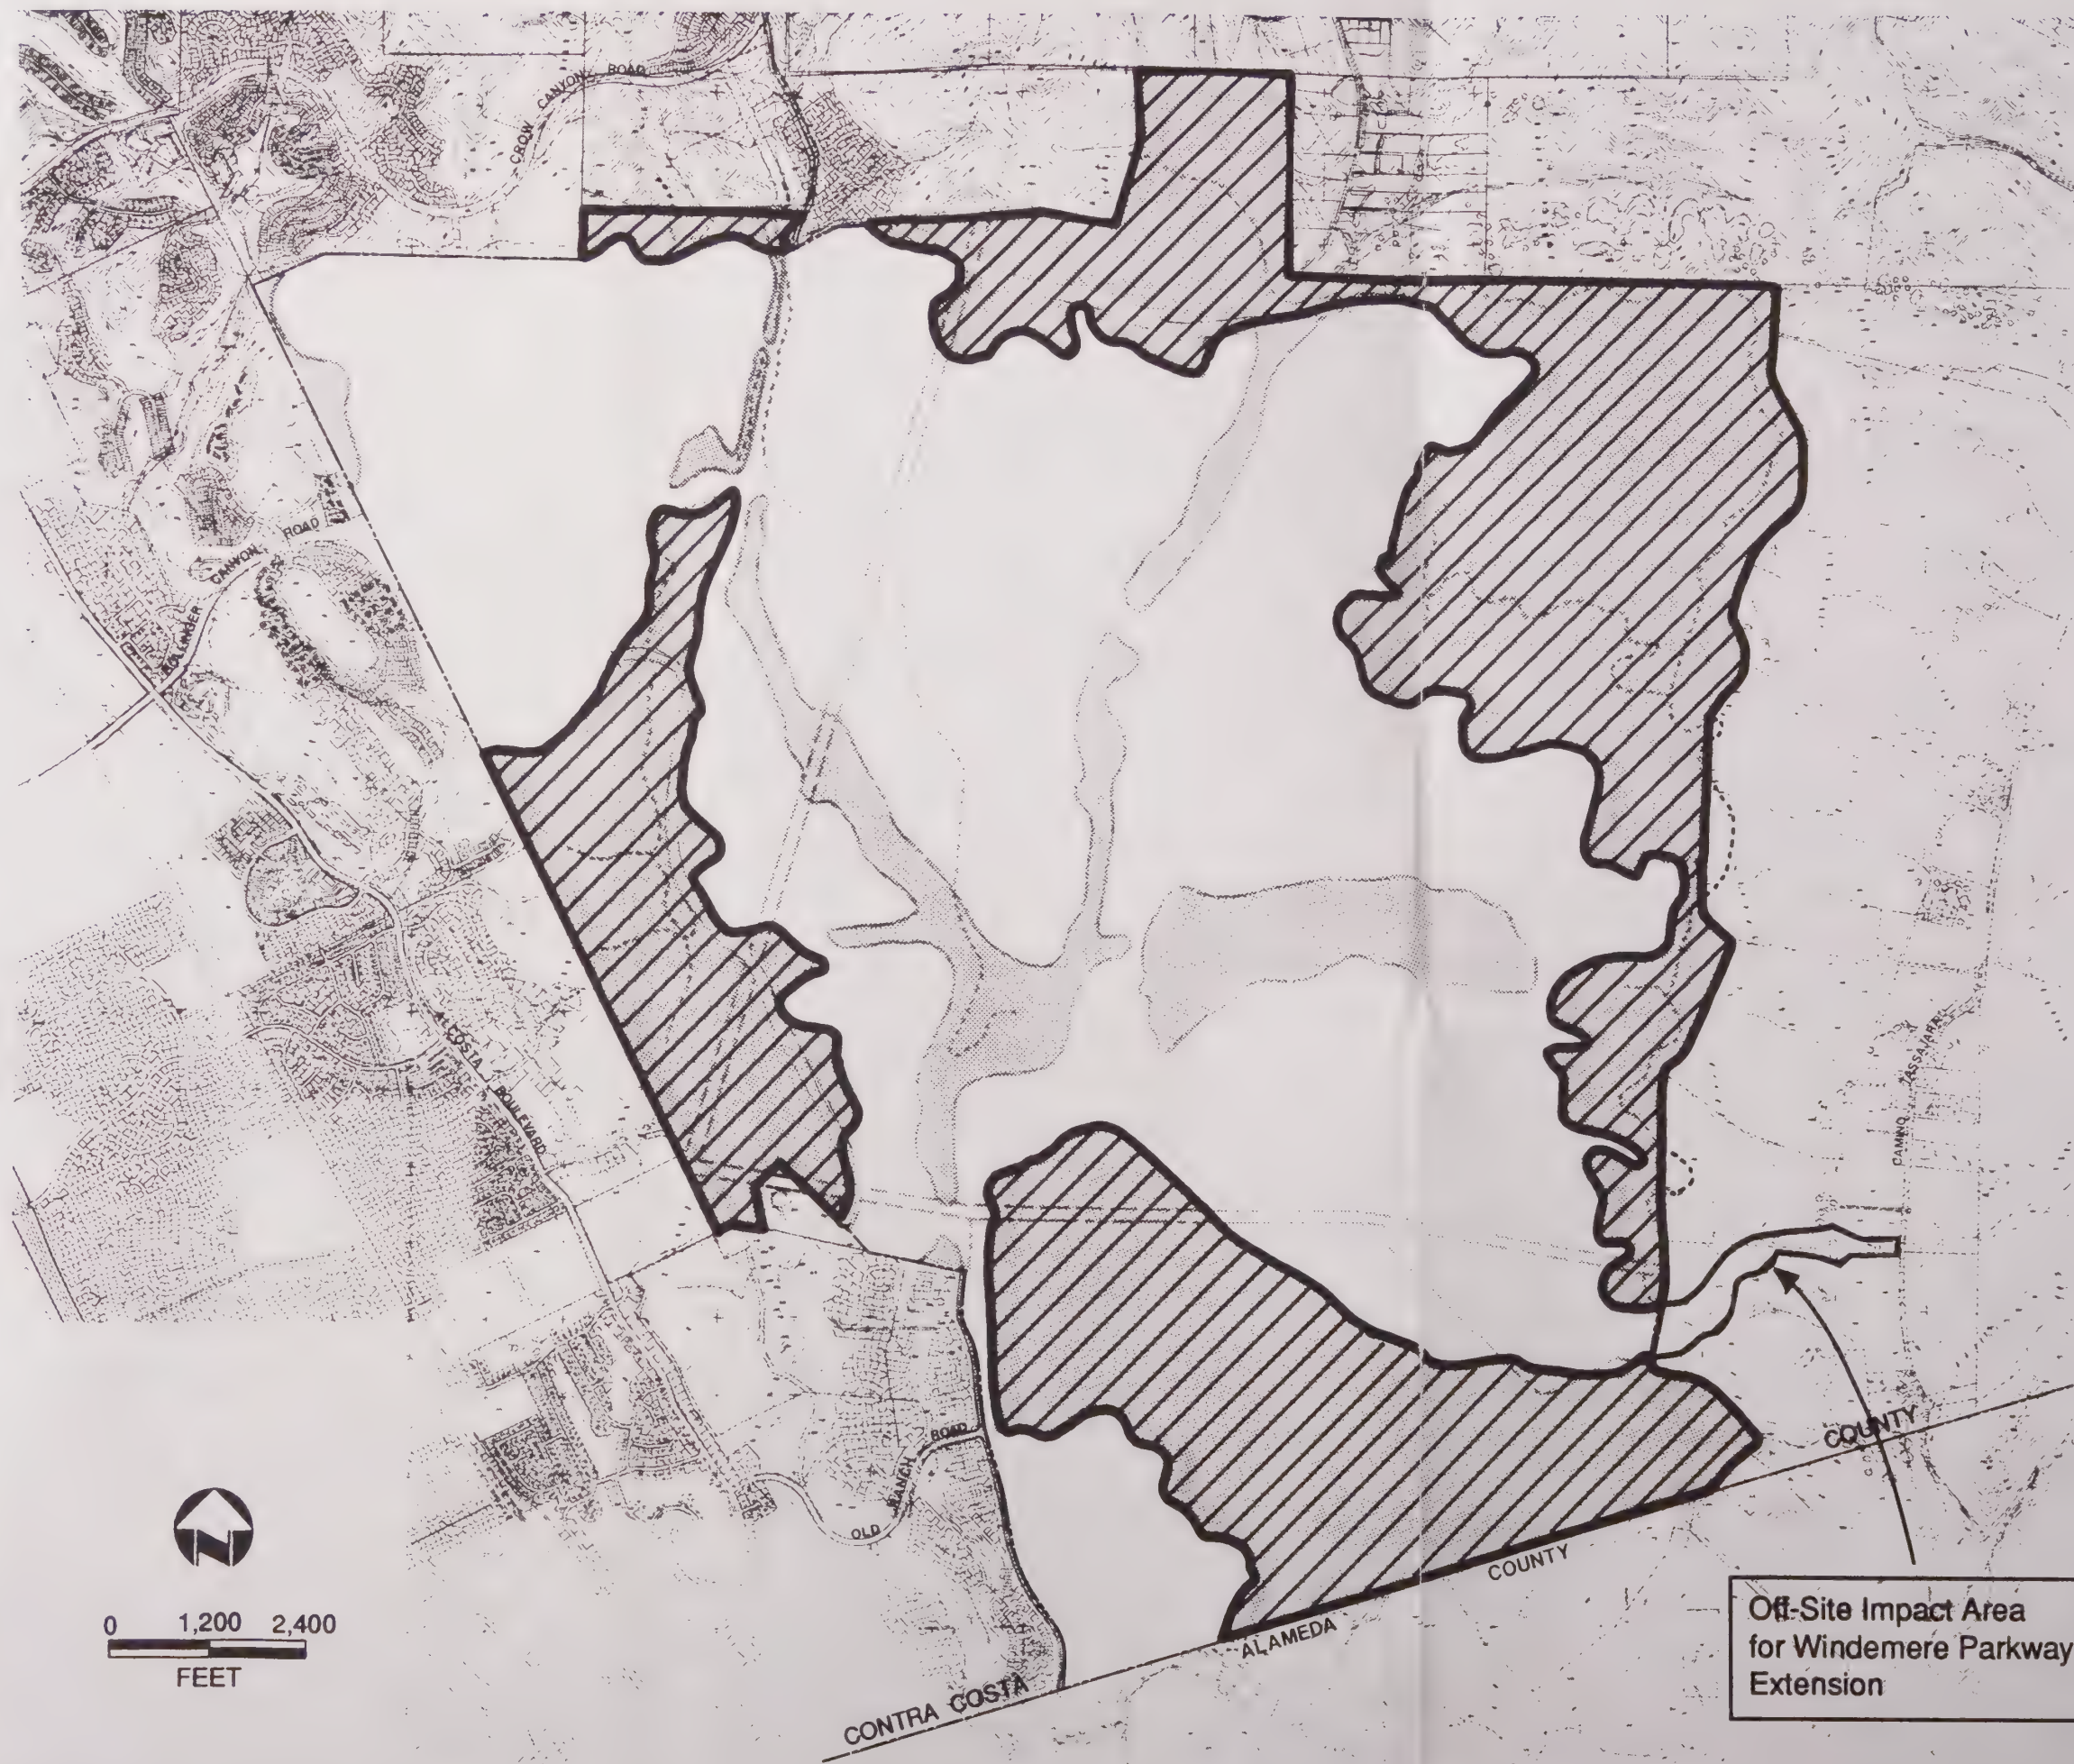 CROW CANYON ROAD
BOLLINGER CANYON ROAD
ALCOSTA BOULEVARD
CAMINO TASSAJARA
OLD RANCH ROAD
COUNTY
COUNTY
ALAMEDA
CONTRA COSTA
N
0 1,200 2,400
FEET
Off-Site Impact Area
for Windemere Parkway
Extension